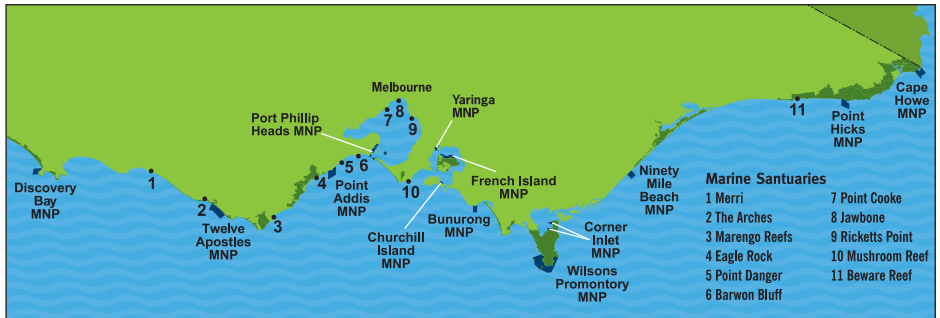 Melbourne
7
8
9
Yaringa
MNP
Port Phillip
Heads MNP
Cape
Howe
MNP
11
Point
Hicks
MNP
Discovery
Bay
MNP
1
2
Twelve
Apostles
MNP
3
4
5
6
Point
Addis
MNP
10
French Island
MNP
Churchill
Island
MNP
Bunurong
MNP
Corner
Inlet
MNP
Wilsons
Promontory
MNP
Ninety
Mile
Beach
MNP
Marine Santuaries
1 Merri
2 The Arches
3 Marengo Reefs
4 Eagle Rock
5 Point Danger
6 Barwon Bluff
7 Point Cooke
8 Jawbone
9 Ricketts Point
10 Mushroom Reef
11 Beware Reef